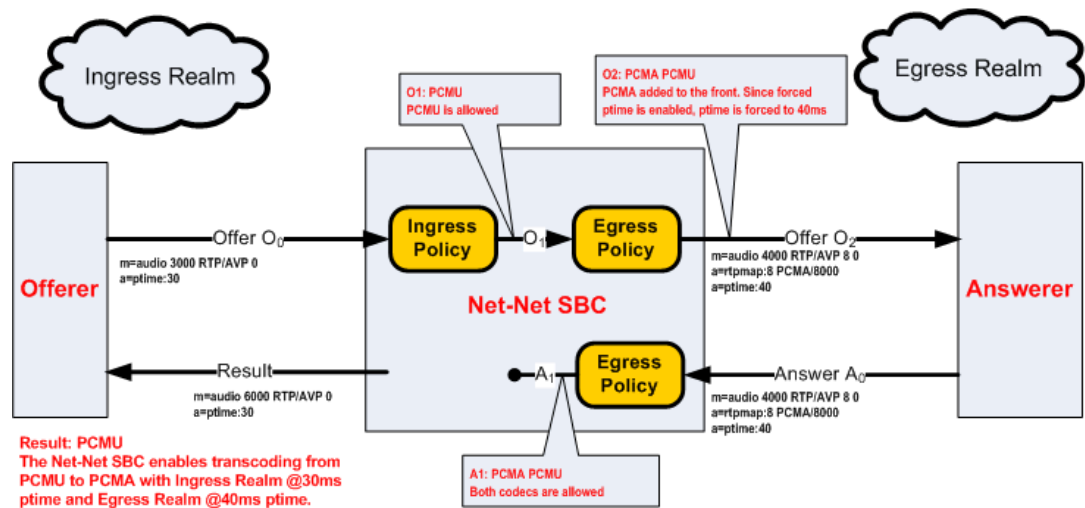 Ingress Realm
Egress Realm
O1: PCMU
PCMU is allowed
O2: PCMA PCMU
PCMA added to the front. Since forced
ptime is enabled, ptime is forced to 40ms
Offerer
Offer O0
m=audio 3000 RTP/AVP 0
a=ptime:30
Ingress
Policy
O1
Egress
Policy
Offer O2
m=audio 4000 RTP/AVP 8 0
a=rtpmap:8 PCMA/8000
a=ptime:40
Answerer
Net-Net SBC
Result
m=audio 6000 RTP/AVP 0
a=ptime:30
A1
Egress
Policy
Answer A0
m=audio 4000 RTP/AVP 8 0
a=rtpmap:8 PCMA/8000
a=ptime:40
Result: PCMU
The Net-Net SBC enables transcoding from
PCMU to PCMA with Ingress Realm @30ms
ptime and Egress Realm @40ms ptime.
A1: PCMA PCMU
Both codecs are allowed